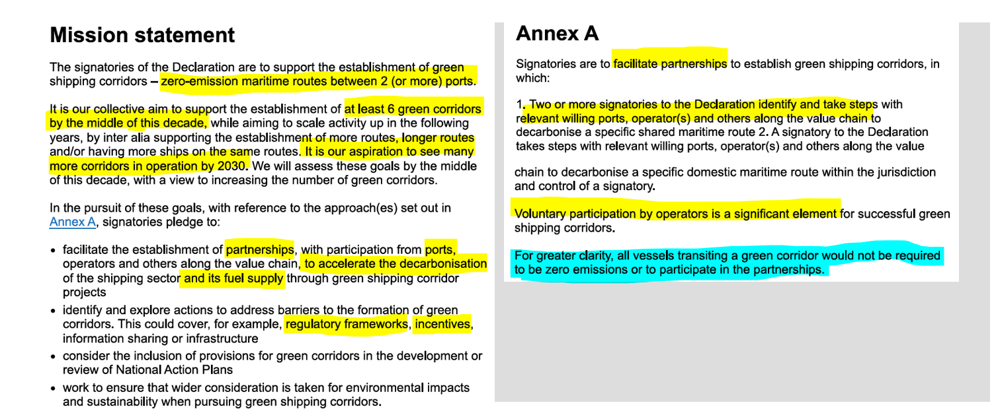 Mission statement
The signatories of the Declaration are to support the establishment of green
shipping corridors – zero-emission maritime routes between 2 (or more) ports.
It is our collective aim to support the establishment of at least 6 green corridors
by the middle of this decade, while aiming to scale activity up in the following
years, by inter alia supporting the establishment of more routes, longer routes
and/or having more ships on the same routes. It is our aspiration to see many
more corridors in operation by 2030. We will assess these goals by the middle
of this decade, with a view to increasing the number of green corridors.
In the pursuit of these goals, with reference to the approach(es) set out in
Annex A, signatories pledge to:
• facilitate the establishment of partnerships, with participation from ports,
operators and others along the value chain, to accelerate the decarbonisation
of the shipping sector and its fuel supply through green shipping corridor
projects
• identify and explore actions to address barriers to the formation of green
corridors. This could cover, for example, regulatory frameworks, incentives,
information sharing or infrastructure
• consider the inclusion of provisions for green corridors in the development or
review of National Action Plans
• work to ensure that wider consideration is taken for environmental impacts
and sustainability when pursuing green shipping corridors.
Annex A
Signatories are to facilitate partnerships to establish green shipping corridors, in
which:
1. Two or more signatories to the Declaration identify and take steps with
relevant willing ports, operator(s) and others along the value chain to
decarbonise a specific shared maritime route 2. A signatory to the Declaration
takes steps with relevant willing ports, operator(s) and others along the value
chain to decarbonise a specific domestic maritime route within the jurisdiction
and control of a signatory.
Voluntary participation by operators is a significant element for successful green
shipping corridors.
For greater clarity, all vessels transiting a green corridor would not be required
to be zero emissions or to participate in the partnerships.